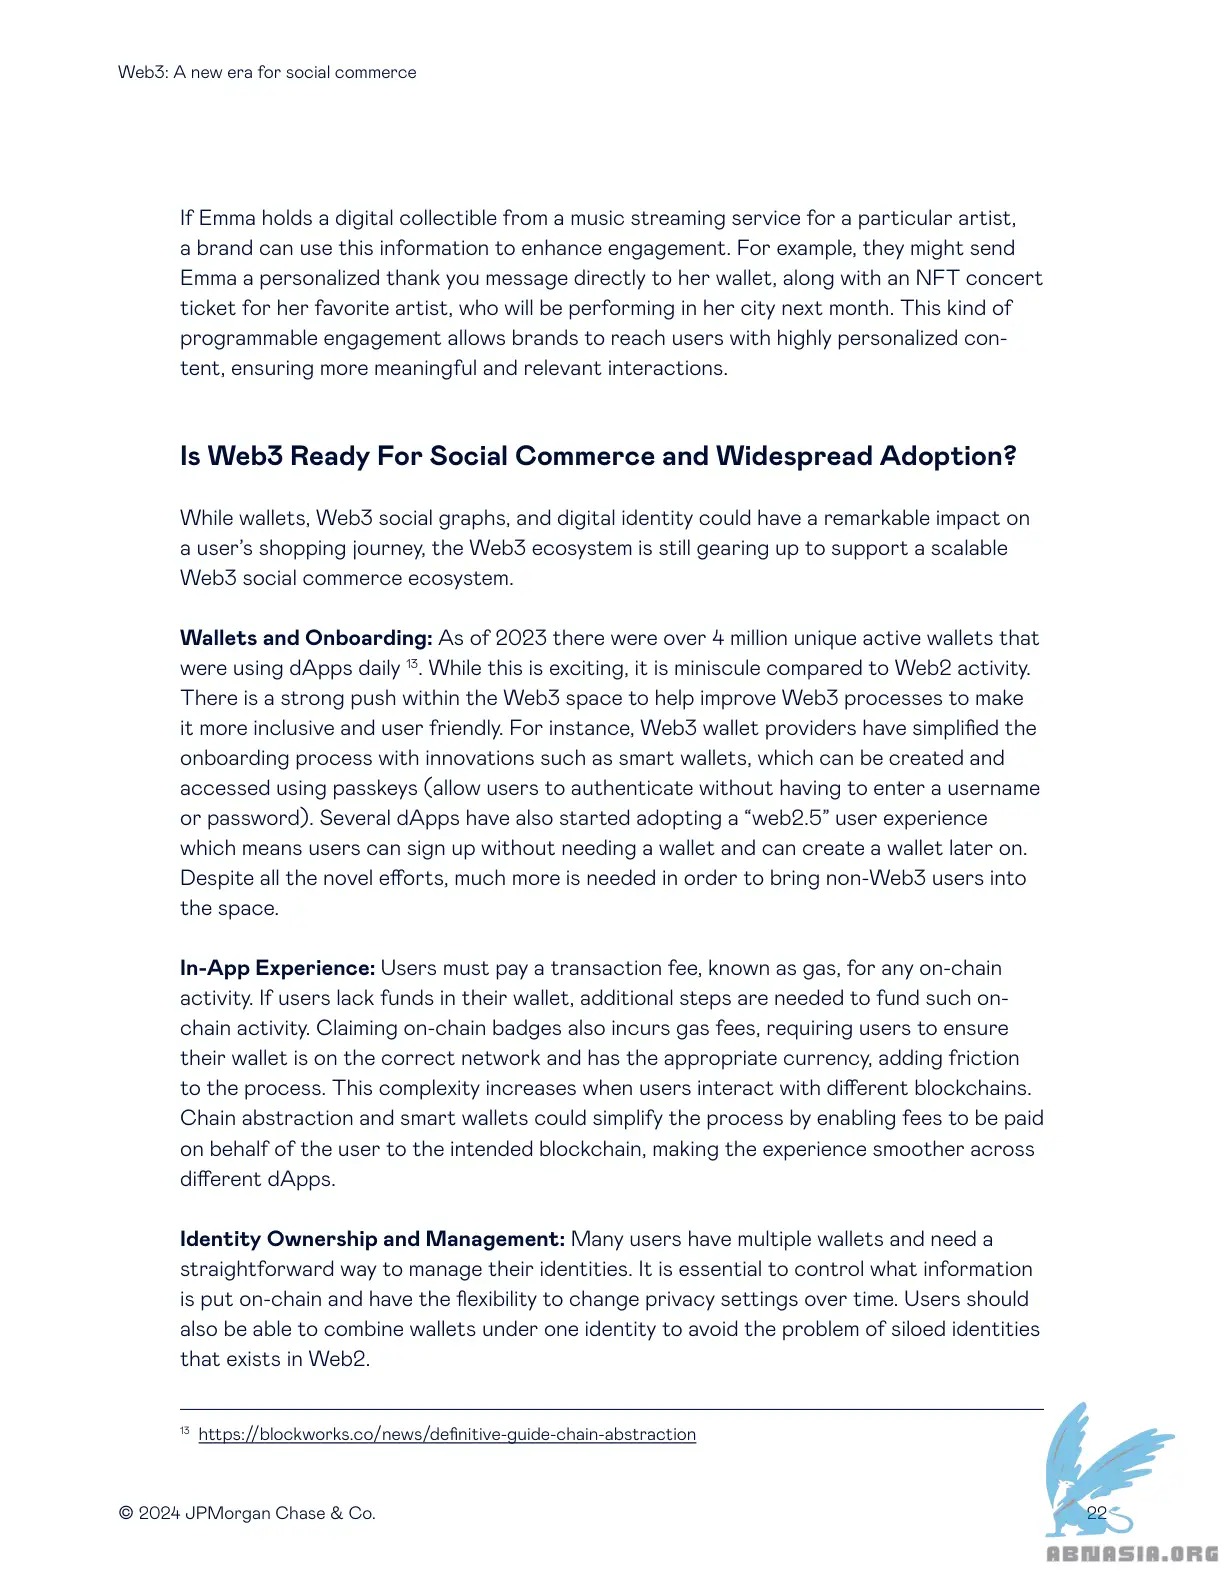 Web3: A new era for social commerce
If Emma holds a digital collectible from a music streaming service for a particular artist,
a brand can use this information to enhance engagement. For example, they might send
Emma a personalized thank you message directly to her wallet, along with an NFT concert
ticket for her favorite artist, who will be performing in her city next month. This kind of
programmable engagement allows brands to reach users with highly personalized con-
tent, ensuring more meaningful and relevant interactions.
Is Web3 Ready For Social Commerce and Widespread Adoption?
While wallets, Web3 social graphs, and digital identity could have a remarkable impact on
a user’s shopping journey, the Web3 ecosystem is still gearing up to support a scalable
Web3 social commerce ecosystem.
Wallets and Onboarding: As of 2023 there were over 4 million unique active wallets that
were using dApps daily ¹³. While this is exciting, it is miniscule compared to Web2 activity.
There is a strong push within the Web3 space to help improve Web3 processes to make
it more inclusive and user friendly. For instance, Web3 wallet providers have simplified the
onboarding process with innovations such as smart wallets, which can be created and
accessed using passkeys (allow users to authenticate without having to enter a username
or password). Several dApps have also started adopting a “web2.5” user experience
which means users can sign up without needing a wallet and can create a wallet later on.
Despite all the novel efforts, much more is needed in order to bring non-Web3 users into
the space.
In-App Experience: Users must pay a transaction fee, known as gas, for any on-chain
activity. If users lack funds in their wallet, additional steps are needed to fund such on-
chain activity. Claiming on-chain badges also incurs gas fees, requiring users to ensure
their wallet is on the correct network and has the appropriate currency, adding friction
to the process. This complexity increases when users interact with different blockchains.
Chain abstraction and smart wallets could simplify the process by enabling fees to be paid
on behalf of the user to the intended blockchain, making the experience smoother across
different dApps.
Identity Ownership and Management: Many users have multiple wallets and need a
straightforward way to manage their identities. It is essential to control what information
is put on-chain and have the flexibility to change privacy settings over time. Users should
also be able to combine wallets under one identity to avoid the problem of siloed identities
that exists in Web2.
¹³ https://blockworks.co/news/definitive-guide-chain-abstraction
© 2024 JPMorgan Chase & Co.
22
ABNASIA.ORG